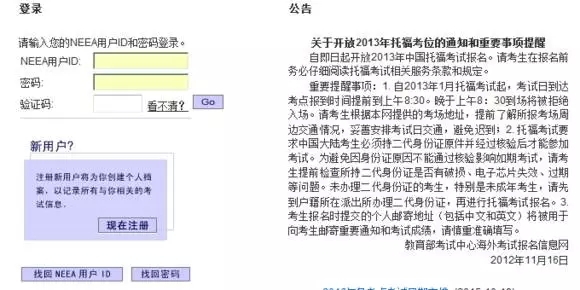 登录
请输入您的NEEA用户ID和密码登录。
NEEA用户ID:
密码:
验证码:
看不清?
Go
新用户?
注册新用户将为你创建个人档
案，以记录所有与你相关的考
试信息.
现在注册
找回 NEEA 用户 ID
找回密码
公告
关于开放2013年托福考位的通知和重要事项提醒
自即日起开放2013年中国托福考试报名。请考生在报名前
务必仔细阅读托福考试相关服务条款和规定。
重要提醒事项：1. 自2013年1月托福考试起，考试日到达
考点报到时间提前到上午8:30。晚于上午8：30到场将被拒绝
入场。请考生根据本网提供的考场地址，提前了解所报考场周
边交通情况，妥善安排考试日交通，避免迟到；2. 托福考试要
求中国大陆考生必须持二代身份证原件并经过核验后才能参加
考试。为避免因身份证原因不能通过核验影响如期考试，请考
生提前检查所持二代身份证是否有破损、电子芯片失效、过期
等问题。未办理二代身份证的考生，特别是未成年考生，请先
到户籍所在派出所办理二代身份证，再进行托福考试报名。3.
考生报名时提交的个人邮寄地址（包括中文和英文）将被用于
向考生邮寄重要通知和考试成绩，请慎重准确填写。
教育部考试中心海外考试报名信息网
2012年11月16日